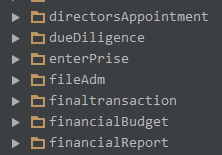 directorsAppointment
dueDiligence
enterPrise
fileAdm
finaltransaction
financialBudget
financialReport